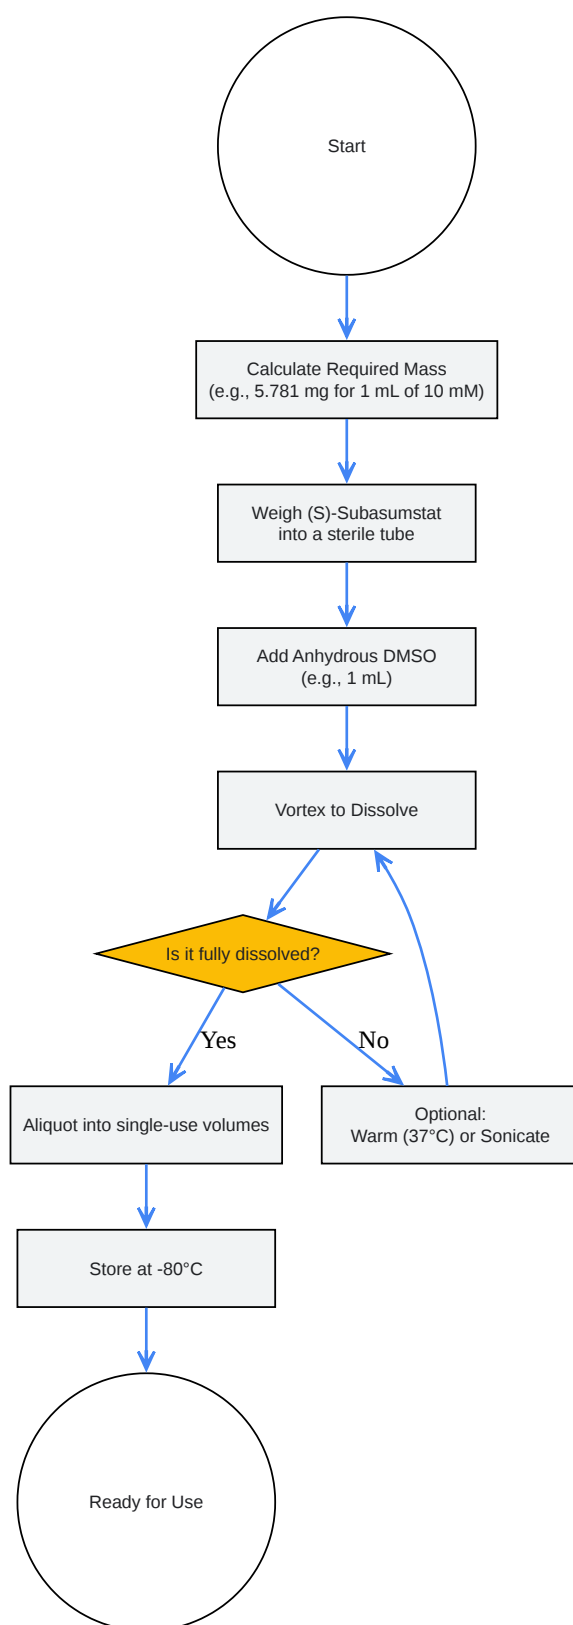 Start
Calculate Required Mass
(e.g., 5.781 mg for 1 mL of 10 mM)
Weigh (S)-Subasumstat
into a sterile tube
Add Anhydrous DMSO
(e.g., 1 mL)
Vortex to Dissolve
Is it fully dissolved?
Yes
No
Aliquot into single-use volumes
Optional:
Warm (37°C) or Sonicate
Store at -80°C
Ready for Use